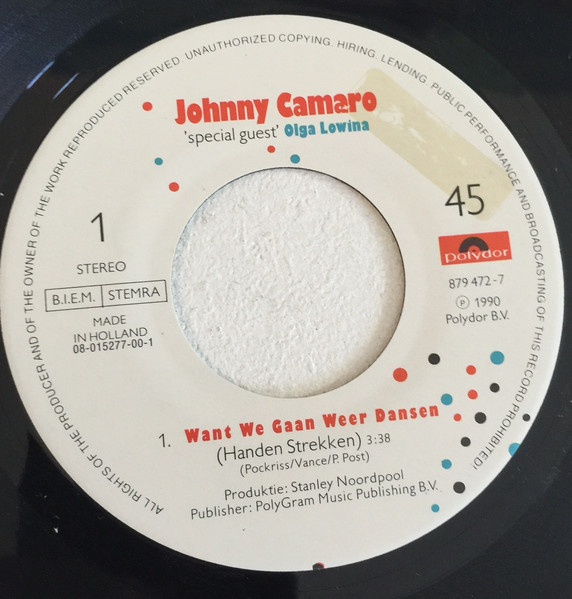 ALL RIGHTS OF THE PRODUCER AND OF THE OWNER OF THE WORK REPRODUCED RESERVED. UNAUTHORIZED COPYING, HIRING, LENDING, PUBLIC PERFORMANCE AND BROADCASTING OF THIS RECORD PROHIBITED!
Johnny Camaro
'special guest' Olga Lowina
1
45
STEREO
polydor
B.I.E.M. STEMRA
879 472-7
Ⓟ 1990
Polydor B.V.
MADE
IN HOLLAND
08-015277-00-1
1. Want We Gaan Weer Dansen
(Handen Strekken) 3:38
(Pockriss/Vance/P. Post)
Produktie: Stanley Noordpool
Publisher: PolyGram Music Publishing B.V.